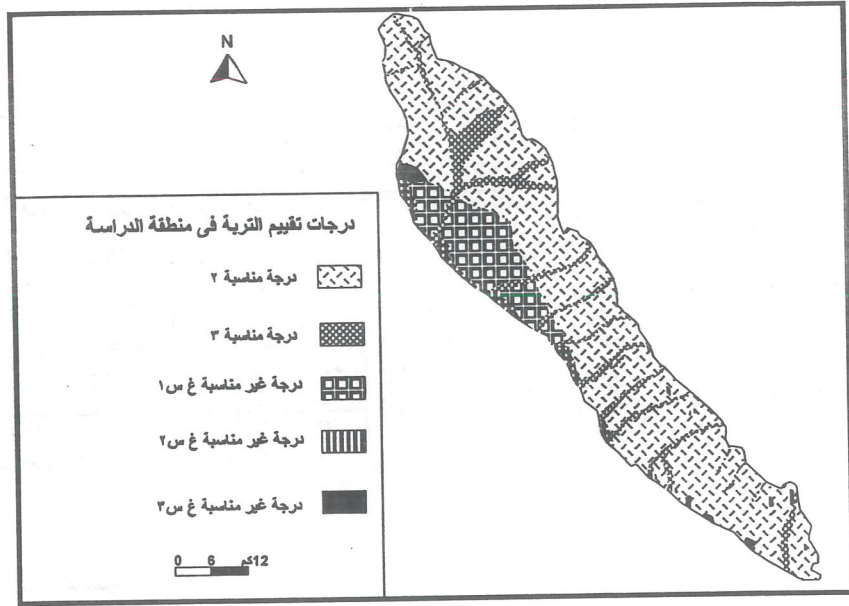 N
درجات تقييم التربة فى منطقة الدراسة
درجة مناسبة ٢
درجة مناسبة ٣
درجة غير مناسبة غ س١
درجة غير مناسبة غ س٢
درجة غير مناسبة غ س٣
0 6 12كم